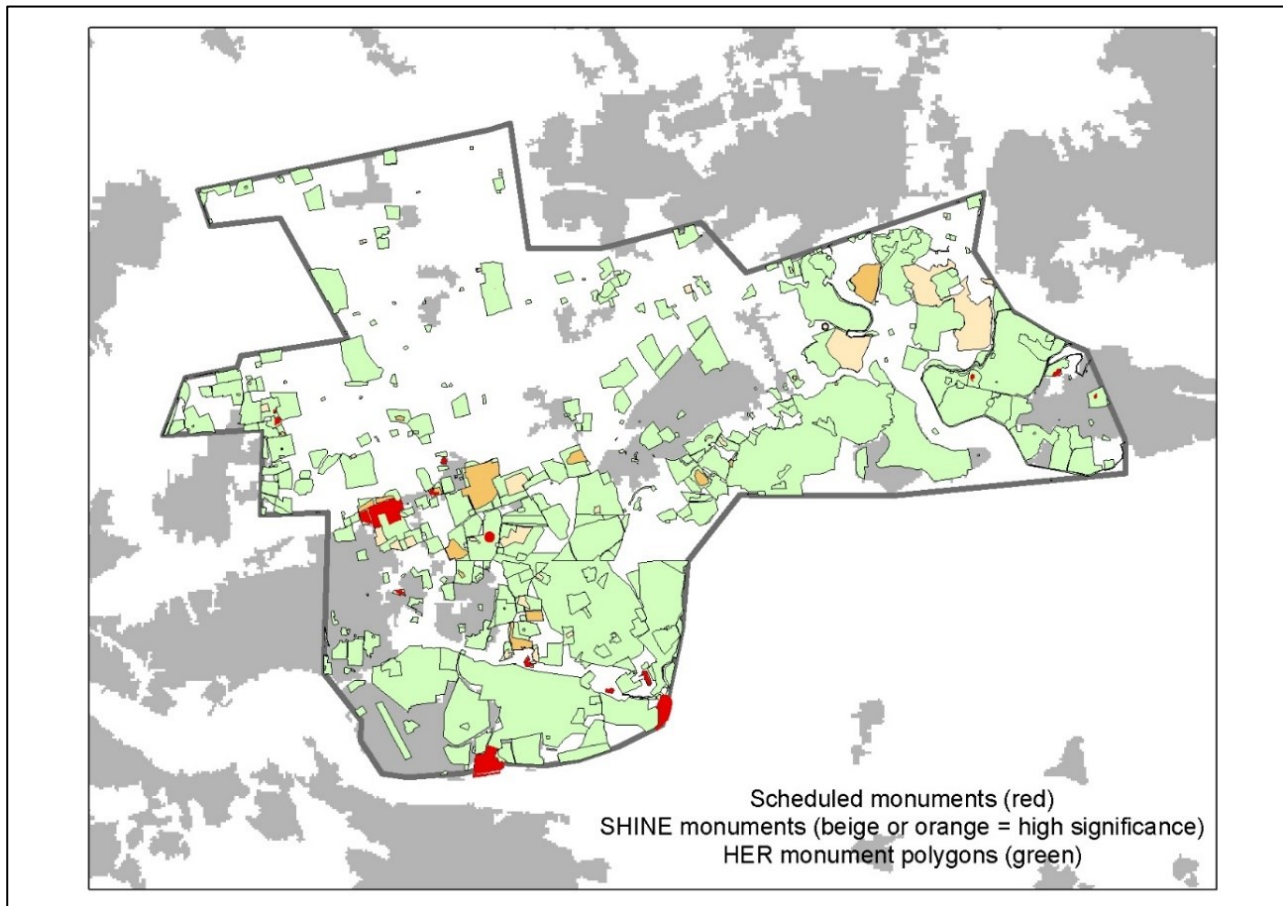 Scheduled monuments (red)
SHINE monuments (beige or orange = high significance)
HER monument polygons (green)